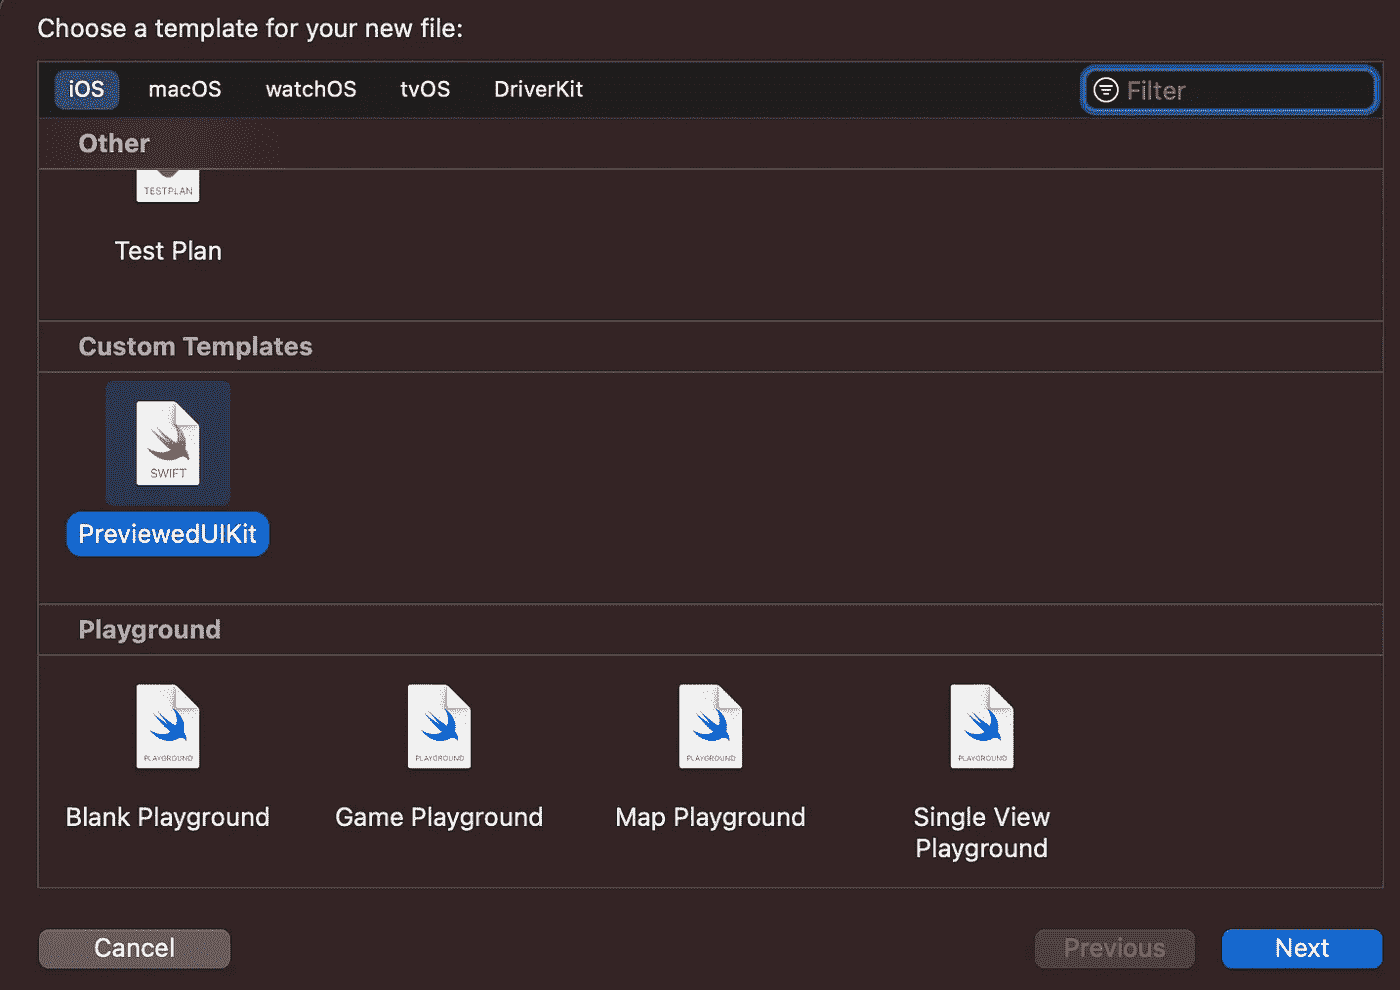 Choose a template for your new file:
iOS macOS watchOS tvOS DriverKit Filter
Other
TESTPLAN
Test Plan
Custom Templates
SWIFT
PreviewedUIKit
Playground
PLAYGROUND PLAYGROUND PLAYGROUND PLAYGROUND
Blank Playground Game Playground Map Playground Single View
Playground
Cancel Previous Next